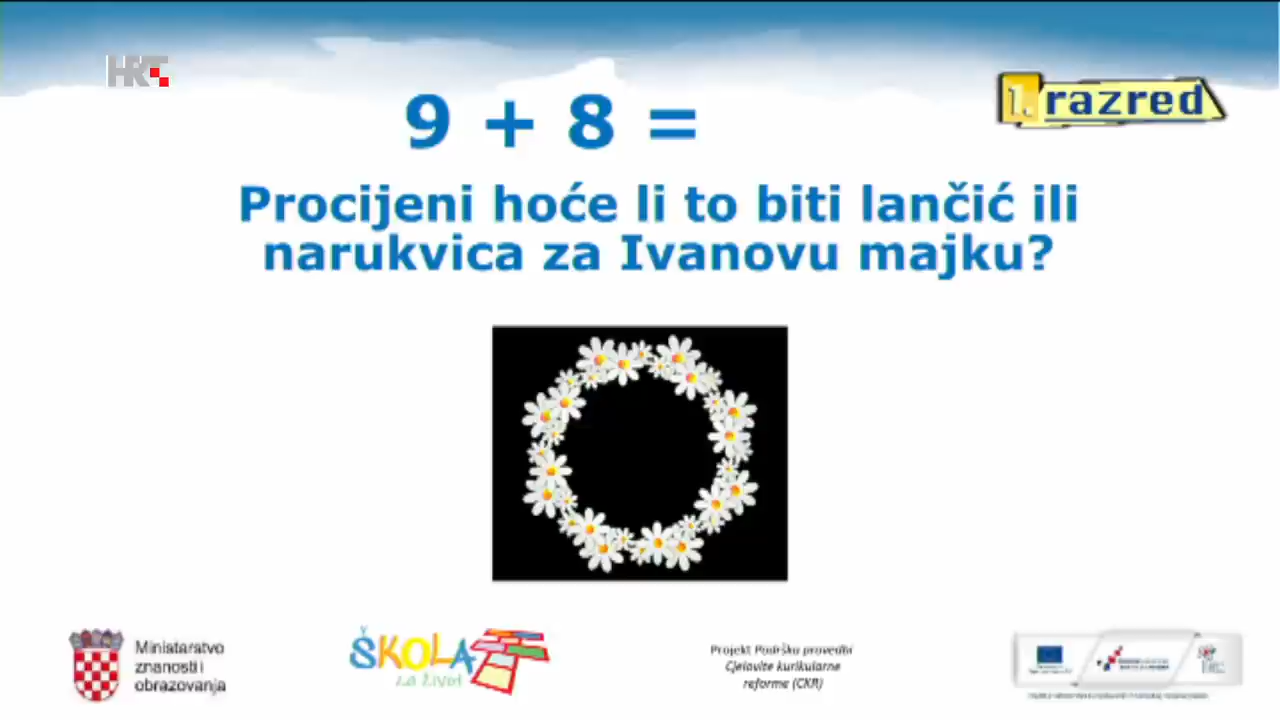 HRT
1. razred
9 + 8 =
Procijeni hoće li to biti lančić ili
narukvica za Ivanovu majku?
Ministarstvo
znanosti i
obrazovanja
ŠKOLA
za život
Projekt Podrška provedbi
Cjelovite kurikularne
reforme (CKR)